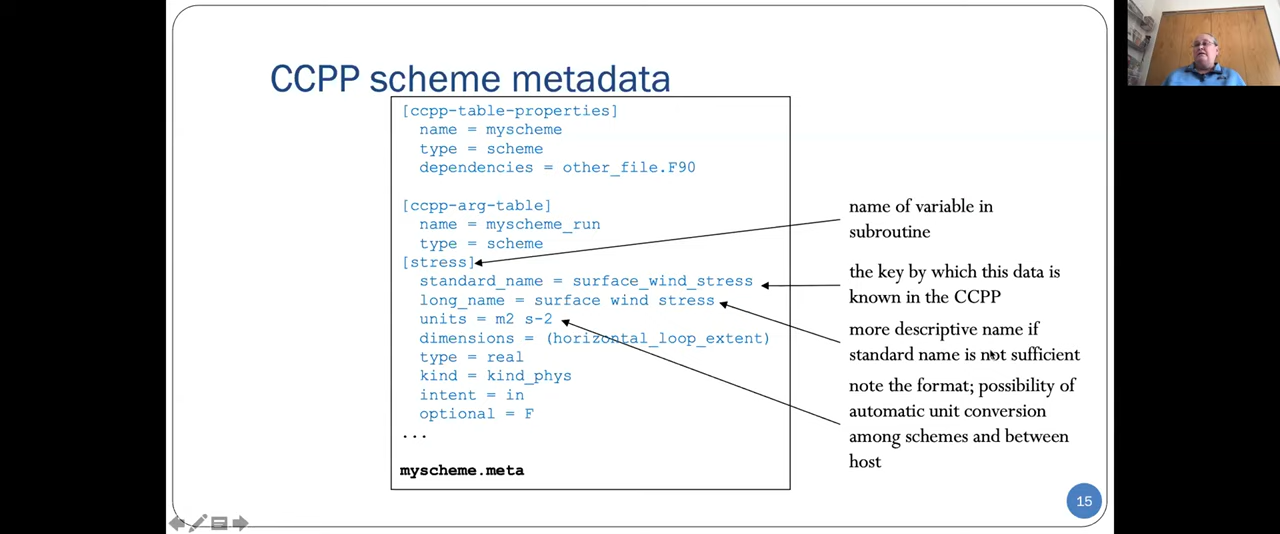 CCPP scheme metadata
[ccpp-table-properties]
name = myscheme
type = scheme
dependencies = other_file.F90
[ccpp-arg-table]
name = myscheme_run
type = scheme
[stress]
standard_name = surface_wind_stress
long_name = surface wind stress
units = m2 s-2
dimensions = (horizontal_loop_extent)
type = real
kind = kind_phys
intent = in
optional = F
...
myscheme.meta
name of variable in
subroutine
the key by which this data is
known in the CCPP
more descriptive name if
standard name is not sufficient
note the format; possibility of
automatic unit conversion
among schemes and between
host
15